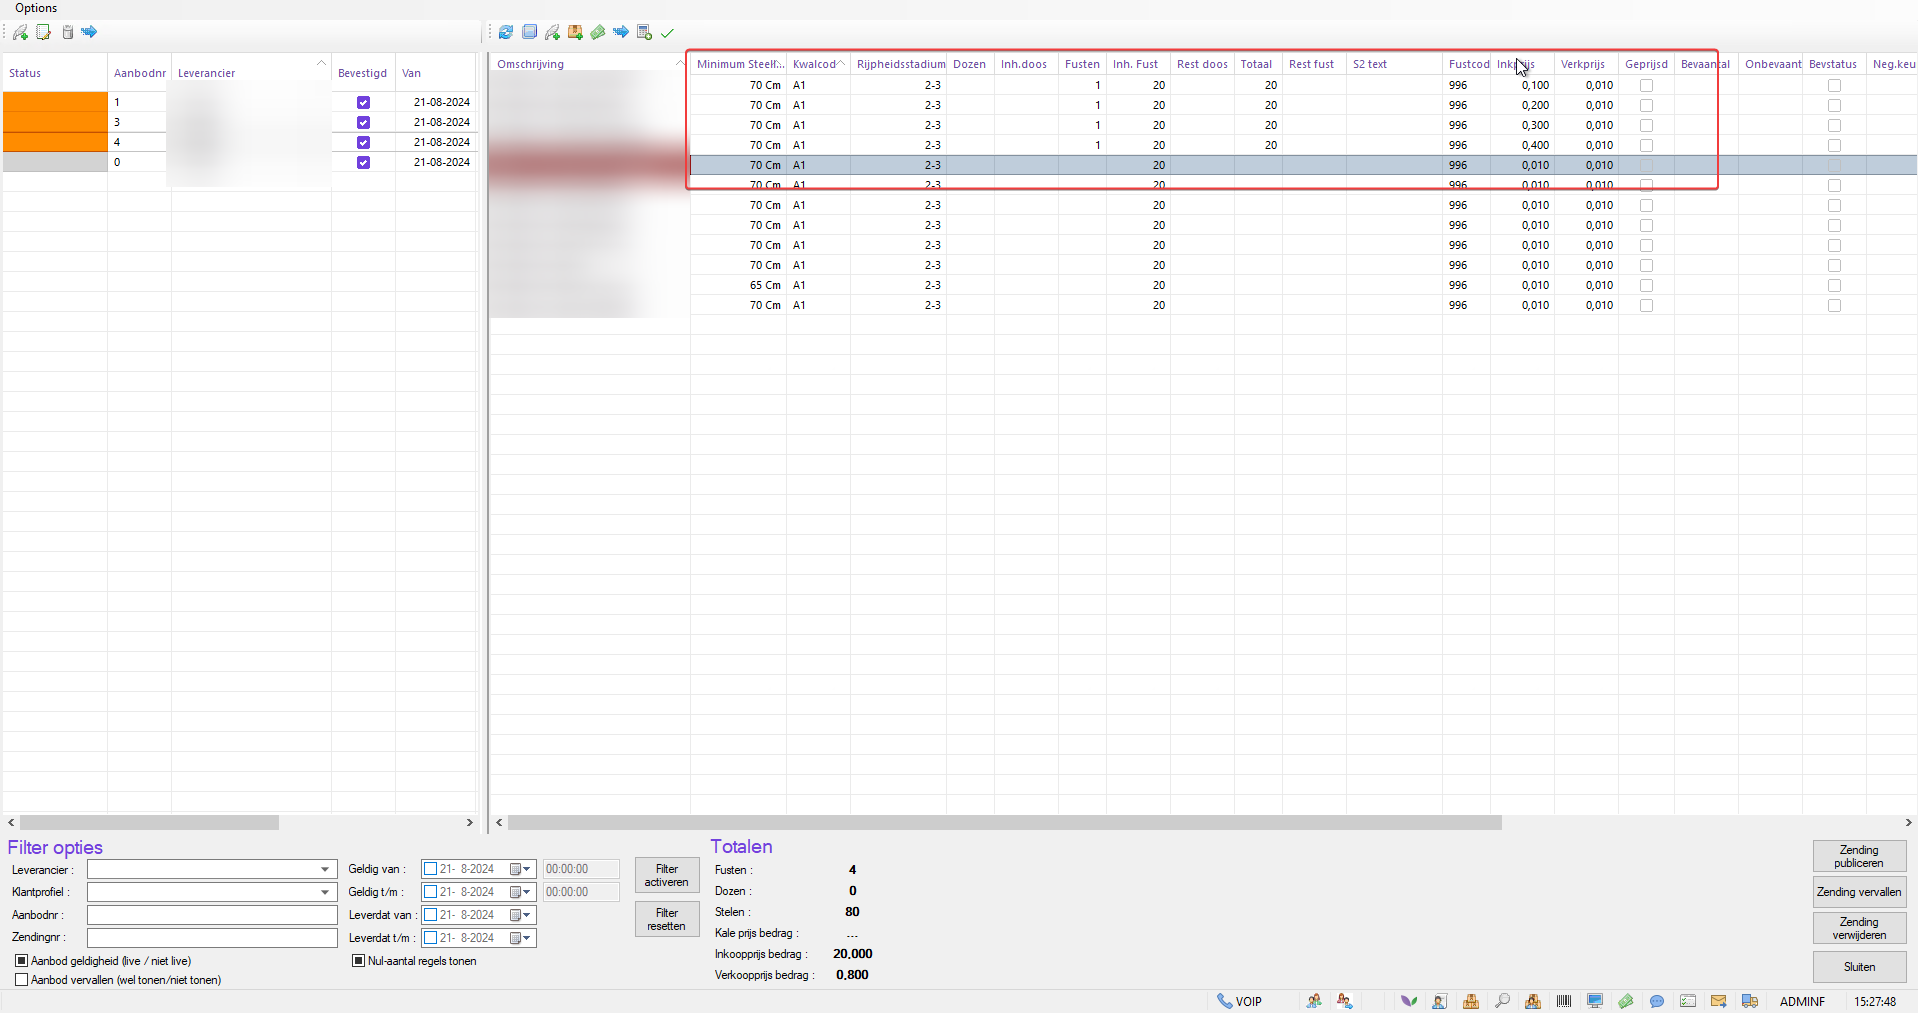 Options
Status Aanbodnr Leverancier Bevestigd Van
1 21-08-2024
3 21-08-2024
4 21-08-2024
0 21-08-2024
Omschrijving Minimum Steell... Kwalcod Rijpheidsstadium Dozen Inh.doos Fusten Inh. Fust Rest doos Totaal Rest fust S2 text Fustcod Inkprijs Verkprijs Geprijsd Bevaantal Onbevaant Bevstatus Neg.keu
70 Cm A1 2-3 1 20 20 996 0,100 0,010
70 Cm A1 2-3 1 20 20 996 0,200 0,010
70 Cm A1 2-3 1 20 20 996 0,300 0,010
70 Cm A1 2-3 1 20 20 996 0,400 0,010
70 Cm A1 2-3 20 996 0,010 0,010
70 Cm A1 2-3 20 996 0,010 0,010
70 Cm A1 2-3 20 996 0,010 0,010
70 Cm A1 2-3 20 996 0,010 0,010
70 Cm A1 2-3 20 996 0,010 0,010
70 Cm A1 2-3 20 996 0,010 0,010
65 Cm A1 2-3 20 996 0,010 0,010
70 Cm A1 2-3 20 996 0,010 0,010
Filter opties
Leverancier :
Klantprofiel :
Aanbodnr :
Zendingnr :
Aanbod geldigheid (live / niet live)
Aanbod vervallen (wel tonen/niet tonen)
Geldig van : 21- 8-2024 00:00:00
Geldig t/m : 21- 8-2024 00:00:00
Leverdat van : 21- 8-2024
Leverdat t/m : 21- 8-2024
Nul-aantal regels tonen
Filter
activeren
Filter
resetten
Totalen
Fusten : 4
Dozen : 0
Stelen : 80
Kale prijs bedrag : ...
Inkoopprijs bedrag : 20,000
Verkoopprijs bedrag : 0,800
Zending
publiceren
Zending vervallen
Zending
verwijderen
Sluiten
VOIP ADMINF 15:27:48